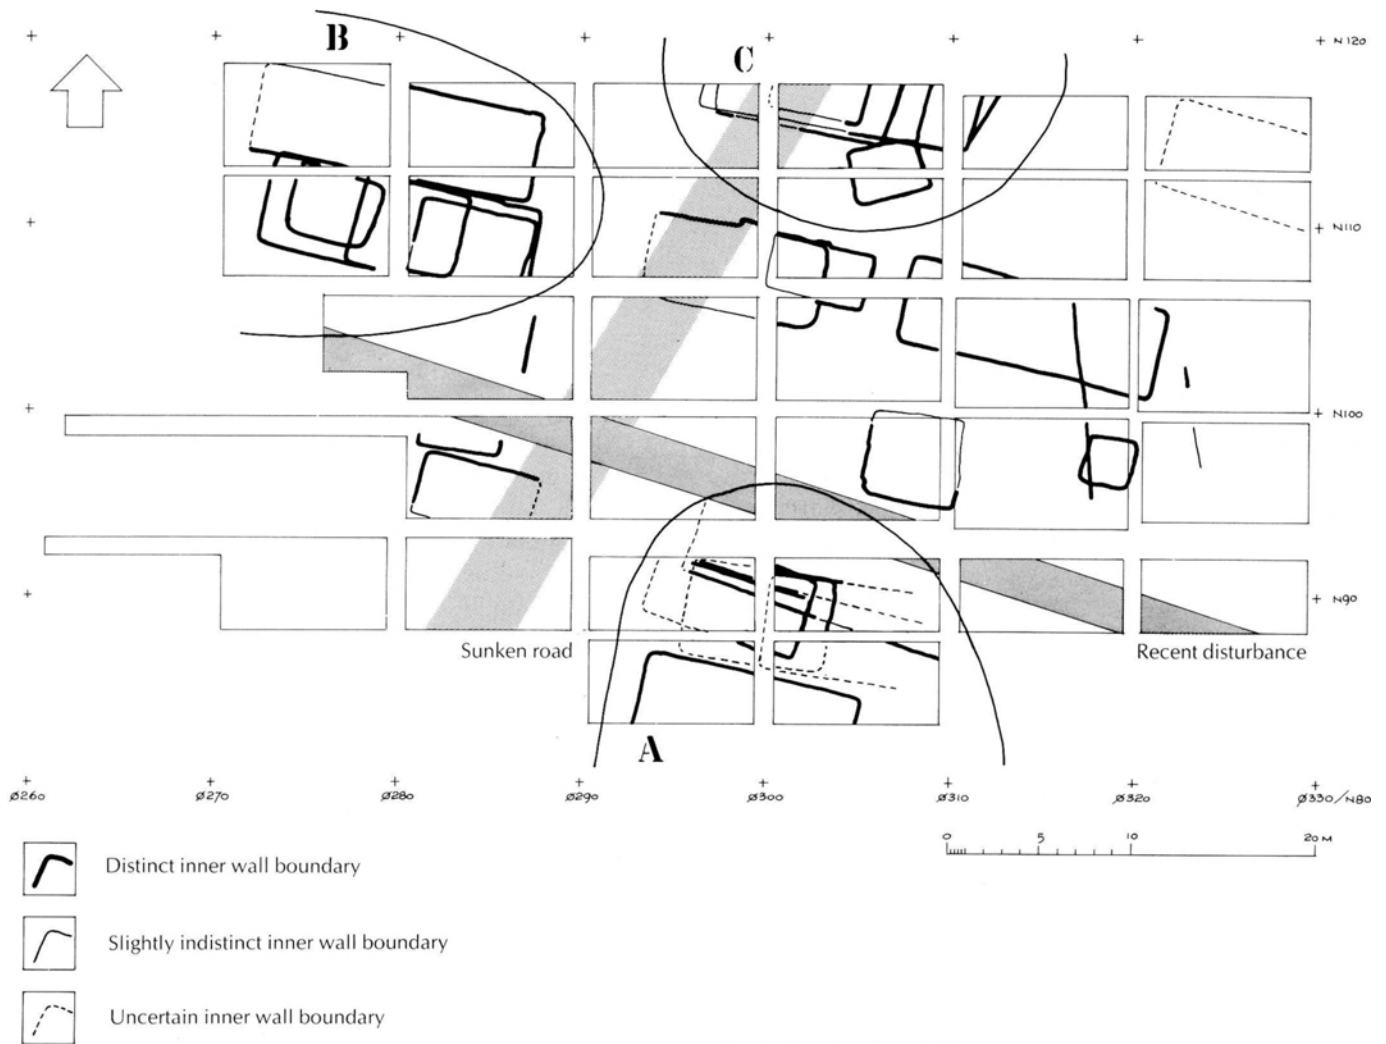 B
C
N 120
N110
N100
N90
Sunken road
Recent disturbance
A
Ø260
Ø270
Ø280
Ø290
Ø300
Ø310
Ø320
Ø330/N80
0 5 10 20 M
Distinct inner wall boundary
Slightly indistinct inner wall boundary
Uncertain inner wall boundary